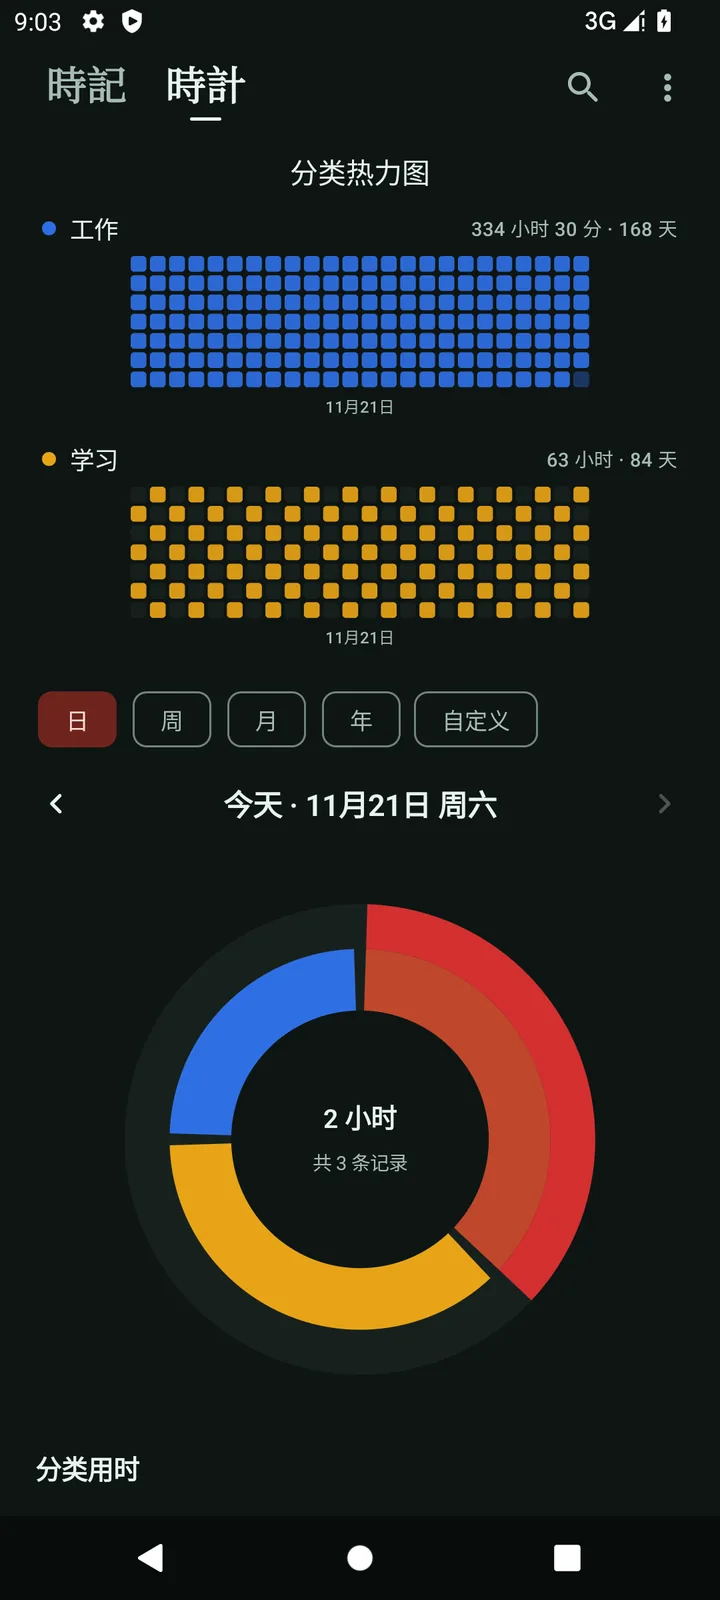 9:03 3G
時記 時計
分类热力图
工作 334 小时 30 分 · 168 天
11月21日
学习 63 小时 · 84 天
11月21日
日 周 月 年 自定义
今天 · 11月21日 周六
2 小时
共 3 条记录
分类用时